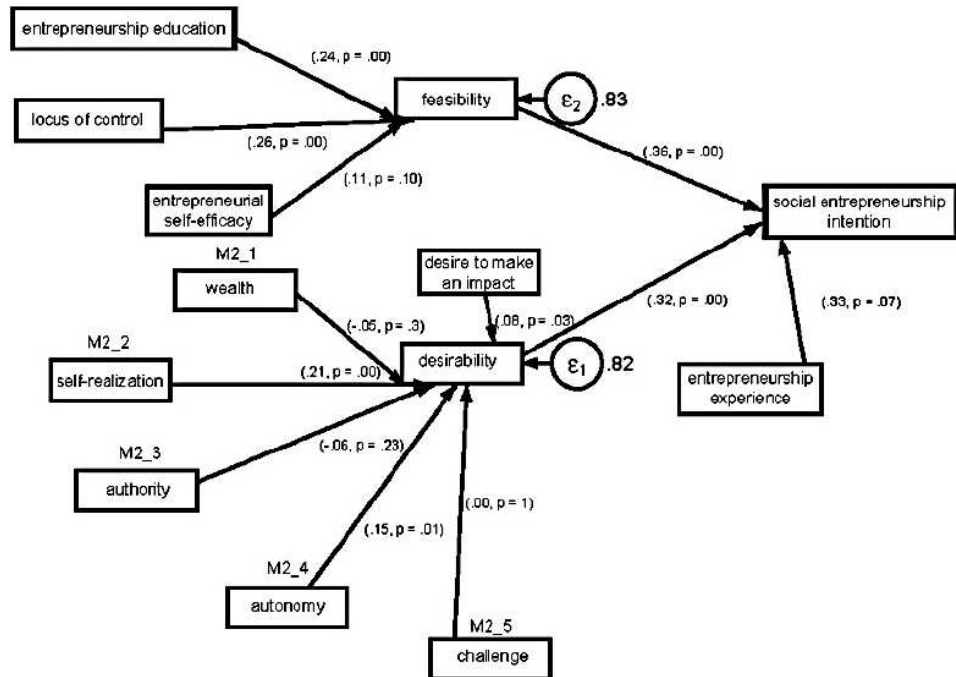 entrepreneurship education
(.24, p = .00)
feasibility
ε2 .83
locus of control
(.26, p = .00)
(.36, p = .00)
(.11, p = .10)
entrepreneurial
self-efficacy
social entrepreneurship
intention
M2_1
wealth
desire to make
an impact
(.32, p = .00)
(.33, p = .07)
(-.05, p = .3)
(.08, p = .03)
M2_2
self-realization
(.21, p = .00)
desirability
ε1 .82
entrepreneurship
experience
M2_3
authority
(-.06, p = .23)
(.00, p = 1)
(.15, p = .01)
M2_4
autonomy
M2_5
challenge